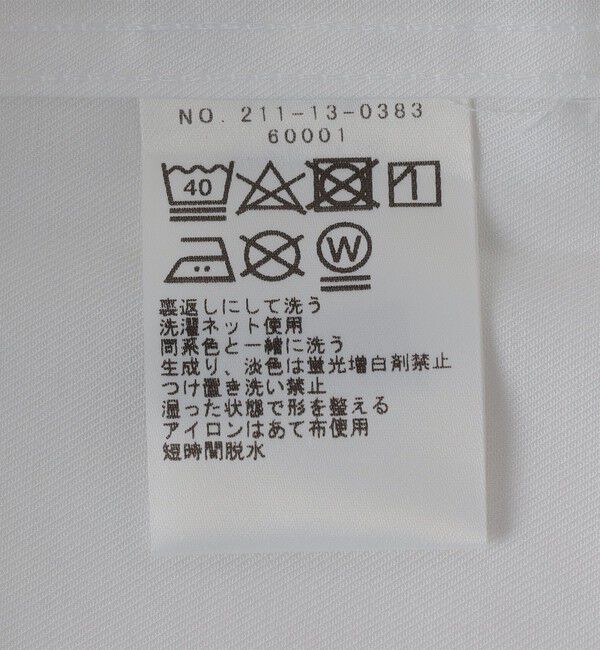 NO. 211-13-0383
60001
40
W
裏返しにして洗う
洗濯ネット使用
同系色と一緒に洗う
生成り、淡色は蛍光増白剤禁止
つけ置き洗い禁止
湿った状態で形を整える
アイロンはあて布使用
短時間脱水